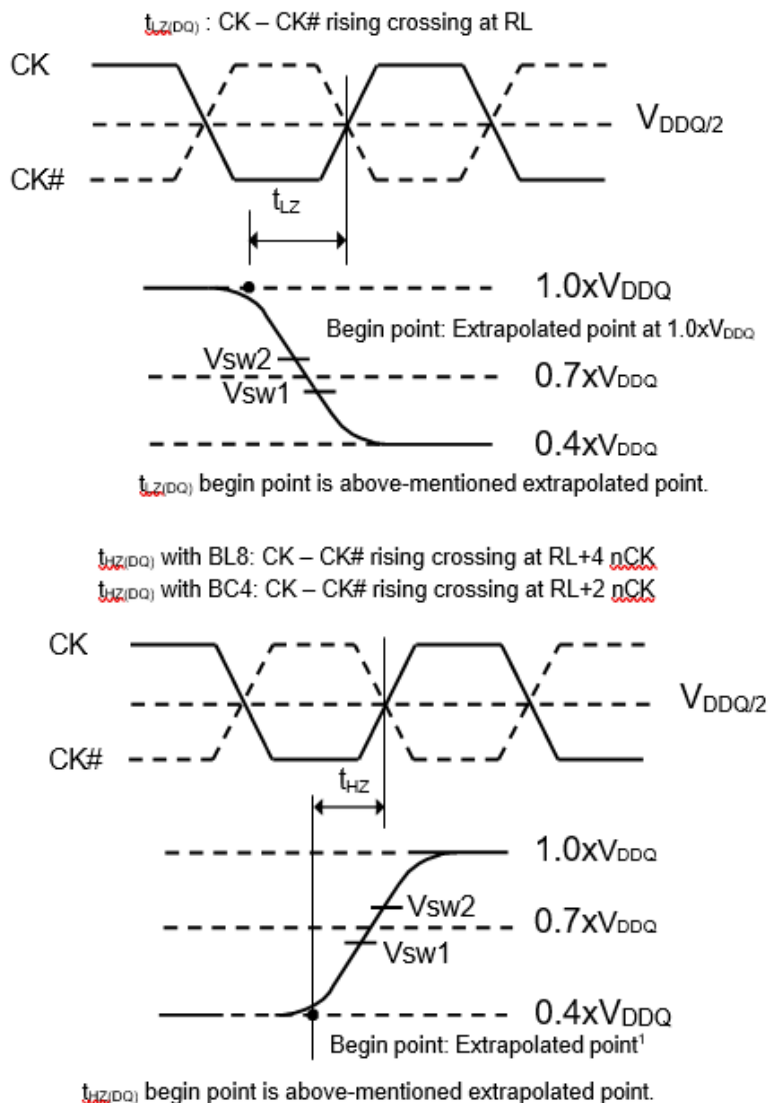 tLZ(DQ) : CK – CK# rising crossing at RL
CK
VDDQ/2
CK#
tLZ
1.0xVDDQ
Begin point: Extrapolated point at 1.0xVDDQ
Vsw2
0.7xVDDQ
Vsw1
0.4xVDDQ
tLZ(DQ) begin point is above-mentioned extrapolated point.
tHZ(DQ) with BL8: CK – CK# rising crossing at RL+4 nCK
tHZ(DQ) with BC4: CK – CK# rising crossing at RL+2 nCK
CK
VDDQ/2
CK#
tHZ
1.0xVDDQ
Vsw2
0.7xVDDQ
Vsw1
0.4xVDDQ
Begin point: Extrapolated point¹
tHZ(DQ) begin point is above-mentioned extrapolated point.